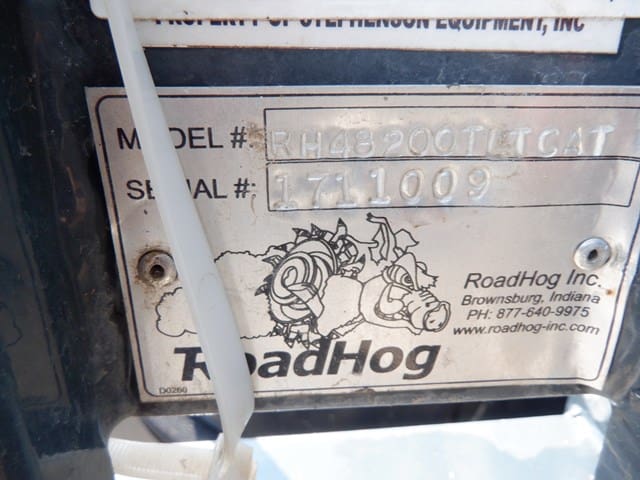 PROPERTY OF STEPHENSON EQUIPMENT, INC
MODEL #: RH48200TLTCAT
SERIAL #: 1711009
RoadHog Inc.
Brownsburg, Indiana
PH: 877-640-9975
www.roadhog-inc.com
RoadHog
D0260